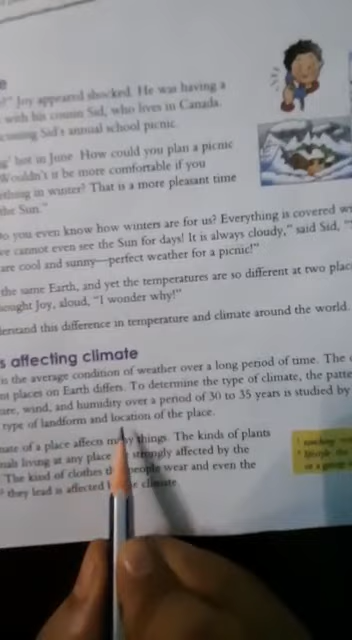 e
!" Joy appeared shocked. He was having a
with his cousin Sid, who lives in Canada.
cussing Sid's annual school picnic.
g' hot in June. How could you plan a picnic
Wouldn't it be more comfortable if you
ething in winter? That is a more pleasant time
the Sun."
o you even know how winters are for us? Everything is covered w
we cannot even see the Sun for days! It is always cloudy," said Sid, "
are cool and sunny—perfect weather for a picnic!"
the same Earth, and yet the temperatures are so different at two plac
hought Joy, aloud, "I wonder why!"
derstand this difference in temperature and climate around the world.
s affecting climate
is the average condition of weather over a long period of time. The
nt places on Earth differs. To determine the type of climate, the patte
ure, wind, and humidity over a period of 30 to 35 years is studied by
type of landform and location of the place.
mate of a place affects many things. The kinds of plants
mals living at any place strongly affected by the
The kind of clothes people wear and even the
they lead is affected climate.